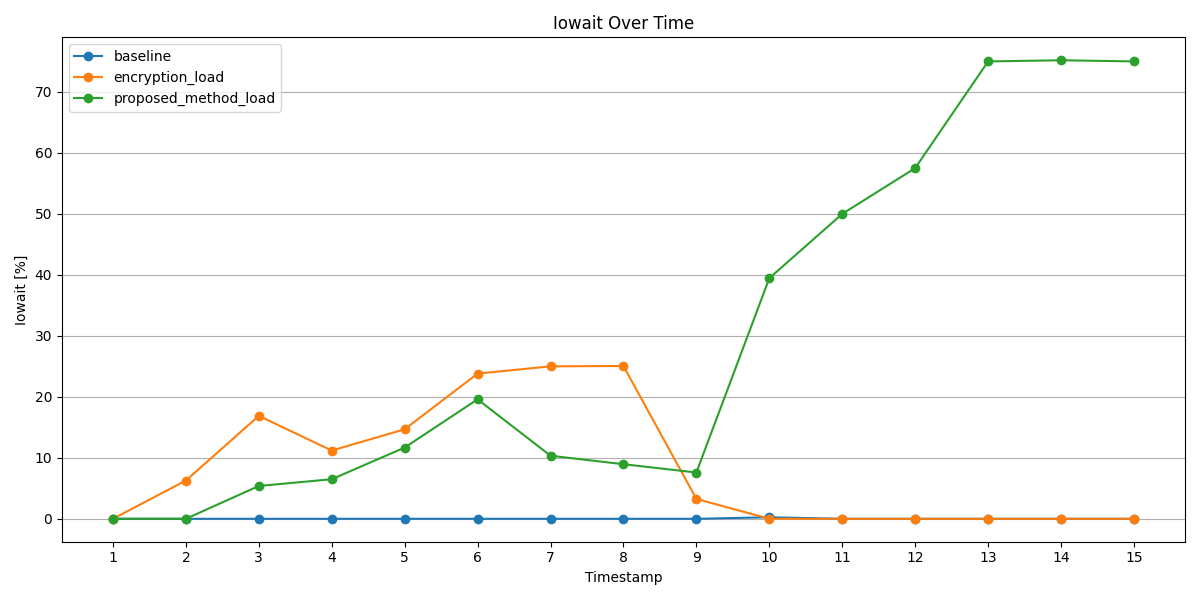 Iowait Over Time
baseline
encryption_load
proposed_method_load
Iowait [%]
70
60
50
40
30
20
10
0
1 2 3 4 5 6 7 8 9 10 11 12 13 14 15
Timestamp